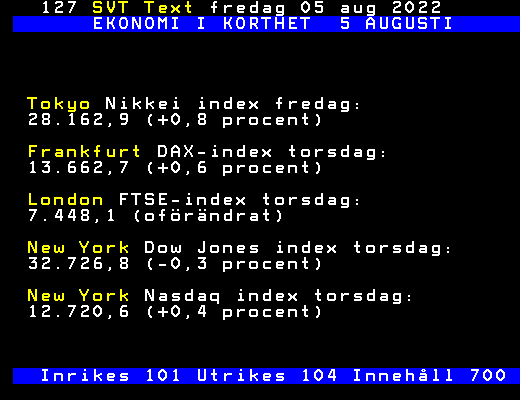 127 SVT Text fredag 05 aug 2022
EKONOMI I KORTHET 5 AUGUSTI
Tokyo Nikkei index fredag:
28.162,9 (+0,8 procent)
Frankfurt DAX-index torsdag:
13.662,7 (+0,6 procent)
London FTSE-index torsdag:
7.448,1 (oförändrat)
New York Dow Jones index torsdag:
32.726,8 (-0,3 procent)
New York Nasdaq index torsdag:
12.720,6 (+0,4 procent)
Inrikes 101 Utrikes 104 Innehåll 700